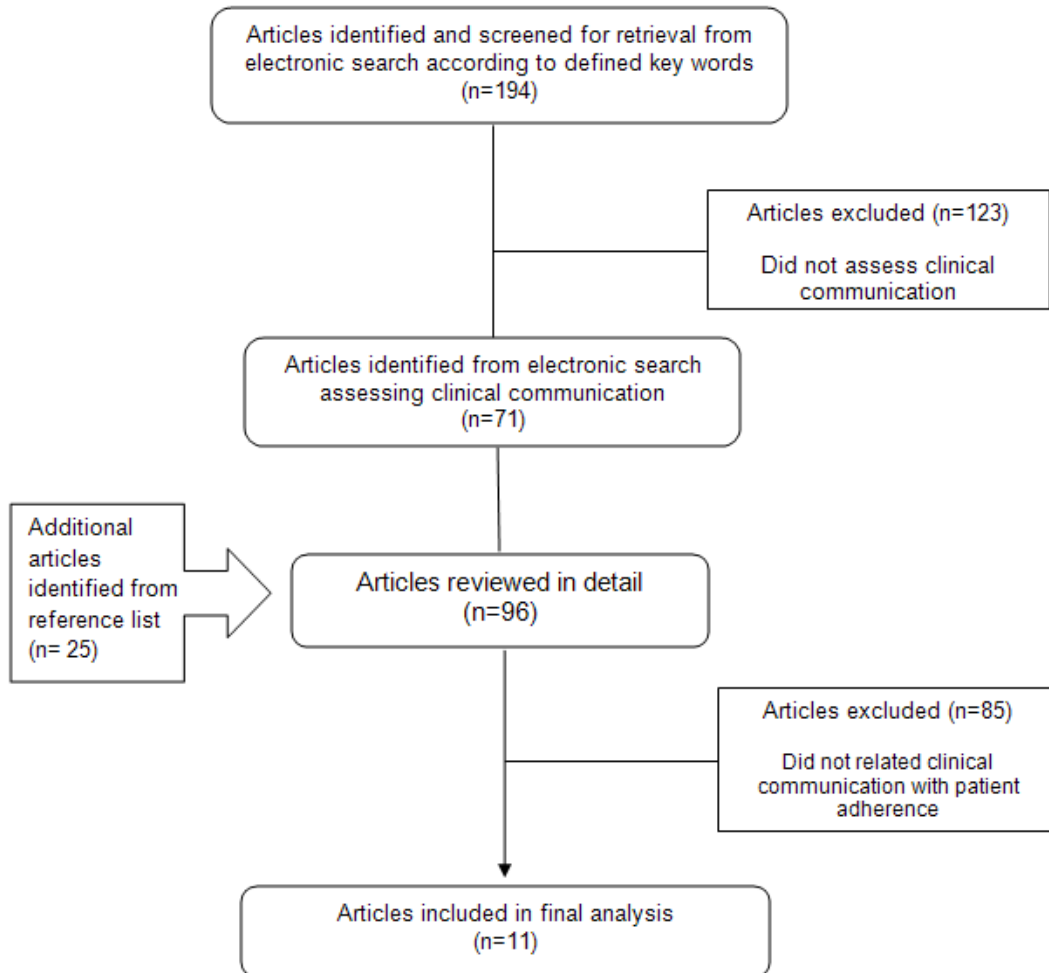 Articles identified and screened for retrieval from
electronic search according to defined key words
(n=194)
Articles excluded (n=123)
Did not assess clinical
communication
Articles identified from electronic search
assessing clinical communication
(n=71)
Additional
articles
identified from
reference list
(n= 25)
Articles reviewed in detail
(n=96)
Articles excluded (n=85)
Did not related clinical
communication with patient
adherence
Articles included in final analysis
(n=11)